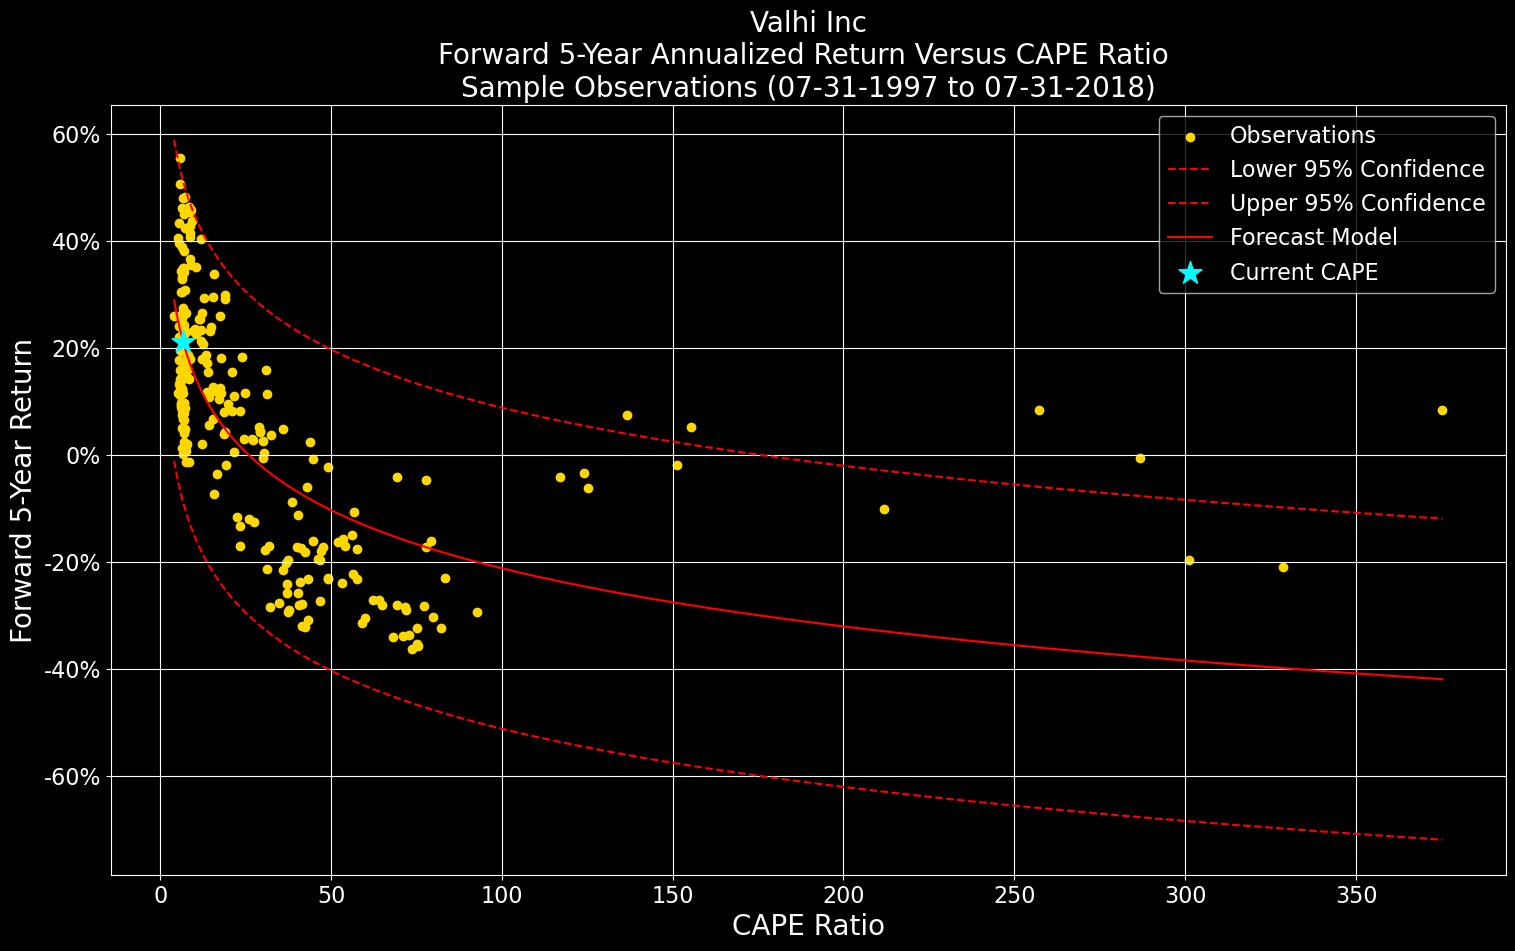 Valhi Inc
Forward 5-Year Annualized Return Versus CAPE Ratio
Sample Observations (07-31-1997 to 07-31-2018)
Observations
Lower 95% Confidence
Upper 95% Confidence
Forecast Model
Current CAPE
Forward 5-Year Return
60%
40%
20%
0%
-20%
-40%
-60%
0 50 100 150 200 250 300 350
CAPE Ratio